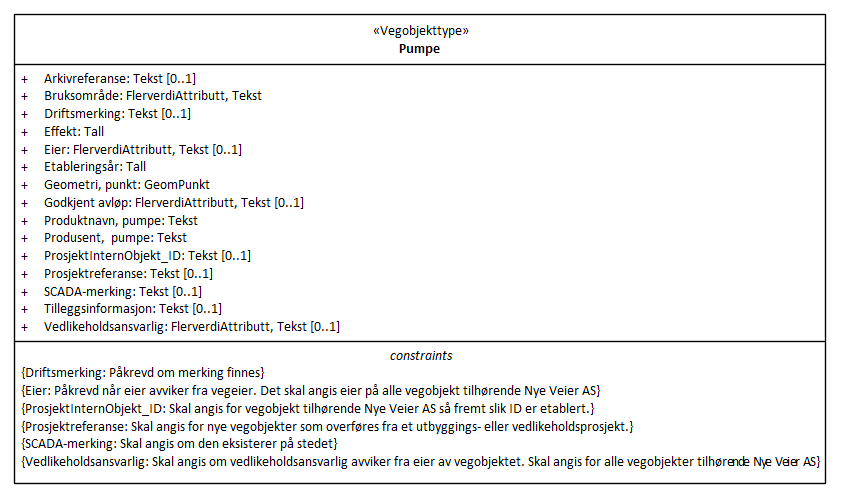 «Vegobjekttype»
Pumpe
+ Arkivreferanse: Tekst [0..1]
+ Bruksområde: FlerverdiAttributt, Tekst
+ Driftsmerking: Tekst [0..1]
+ Effekt: Tall
+ Eier: FlerverdiAttributt, Tekst [0..1]
+ Etableringsår: Tall
+ Geometri, punkt: GeomPunkt
+ Godkjent avløp: FlerverdiAttributt, Tekst [0..1]
+ Produktnavn, pumpe: Tekst
+ Produsent, pumpe: Tekst
+ ProsjektInternObjekt_ID: Tekst [0..1]
+ Prosjektreferanse: Tekst [0..1]
+ SCADA-merking: Tekst [0..1]
+ Tilleggsinformasjon: Tekst [0..1]
+ Vedlikeholdsansvarlig: FlerverdiAttributt, Tekst [0..1]
constraints
{Driftsmerking: Påkrevd om merking finnes}
{Eier: Påkrevd når eier avviker fra vegeier. Det skal angis eier på alle vegobjekt tilhørende Nye Veier AS}
{ProsjektInternObjekt_ID: Skal angis for vegobjekt tilhørende Nye Veier AS så fremt slik ID er etablert.}
{Prosjektreferanse: Skal angis for nye vegobjekter som overføres fra et utbyggings- eller vedlikeholdsprosjekt.}
{SCADA-merking: Skal angis om den eksisterer på stedet}
{Vedlikeholdsansvarlig: Skal angis om vedlikeholdsansvarlig avviker fra eier av vegobjektet. Skal angis for alle vegobjekter tilhørende Nye Veier AS}